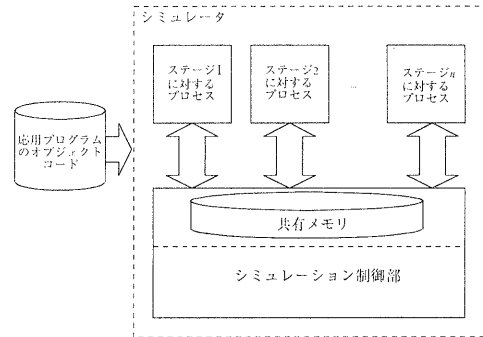 シミュレータ
ステージ1
に対する
プロセス
ステージ2
に対する
プロセス
...
ステージn
に対する
プロセス
応用プログラム
のオブジェクト
コード
共有メモリ
シミュレーション制御部